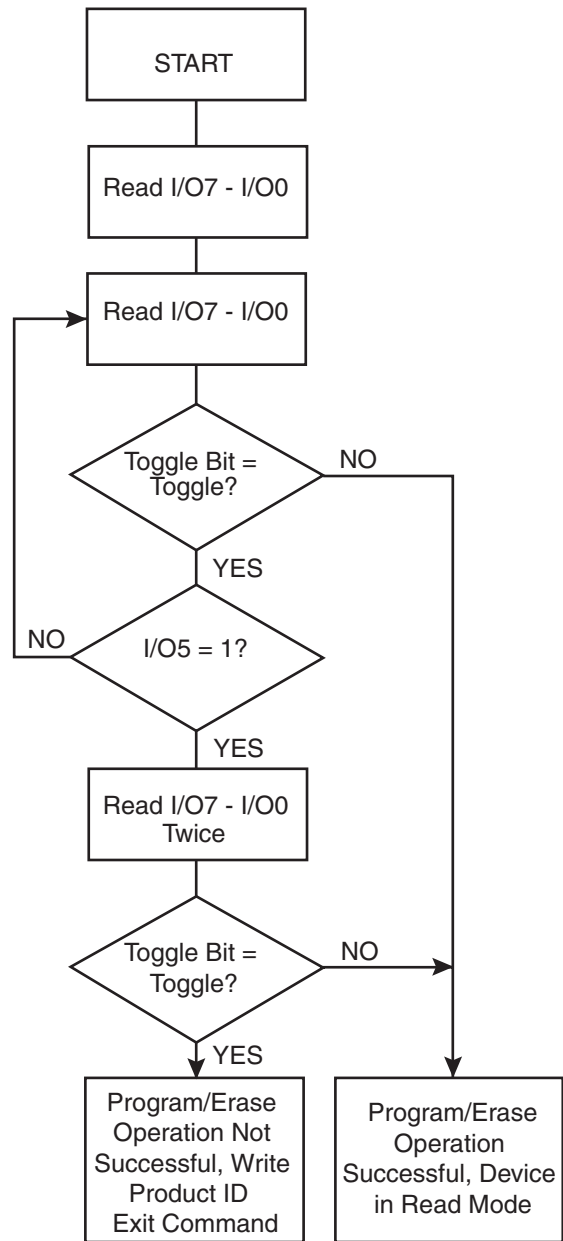 START
Read I/O7 - I/O0
Read I/O7 - I/O0
Toggle Bit =
Toggle?
NO
YES
NO
I/O5 = 1?
YES
Read I/O7 - I/O0
Twice
Toggle Bit =
Toggle?
NO
YES
Program/Erase
Operation Not
Successful, Write
Product ID
Exit Command
Program/Erase
Operation
Successful, Device
in Read Mode